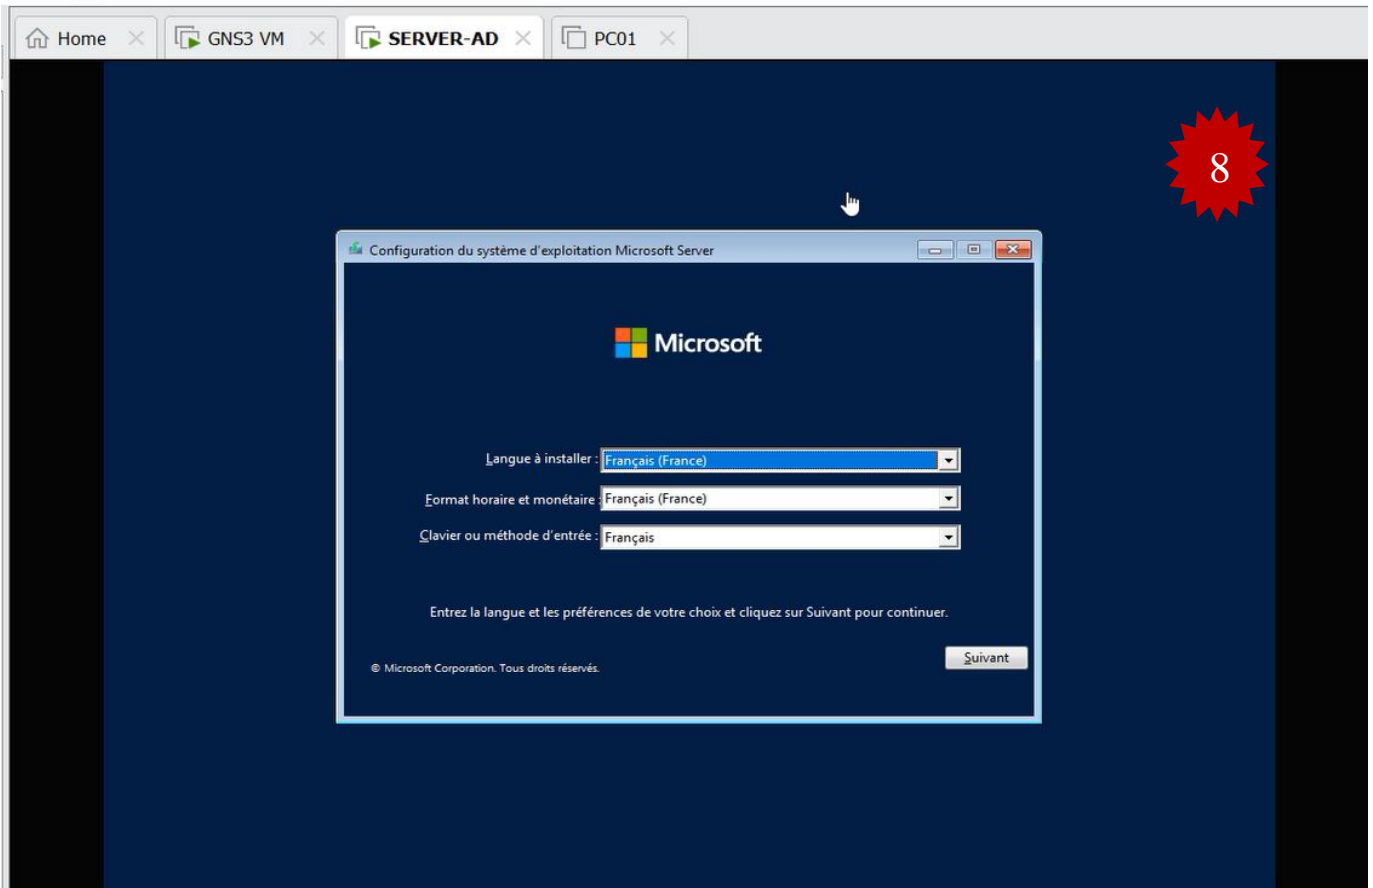 Home GNS3 VM SERVER-AD PC01
8
Configuration du système d'exploitation Microsoft Server
Microsoft
Langue à installer : Français (France)
Format horaire et monétaire : Français (France)
Clavier ou méthode d'entrée : Français
Entrez la langue et les préférences de votre choix et cliquez sur Suivant pour continuer.
Suivant
© Microsoft Corporation. Tous droits réservés.